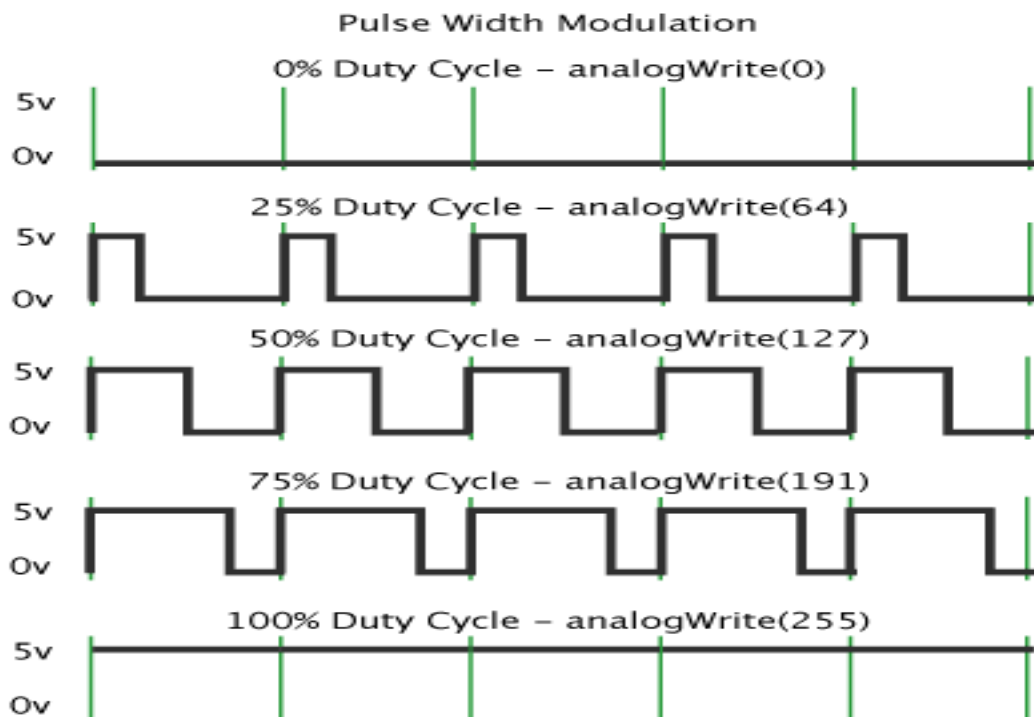 Pulse Width Modulation
0% Duty Cycle – analogWrite(0)
5v
0v
25% Duty Cycle – analogWrite(64)
5v
0v
50% Duty Cycle – analogWrite(127)
5v
0v
75% Duty Cycle – analogWrite(191)
5v
0v
100% Duty Cycle – analogWrite(255)
5v
0v